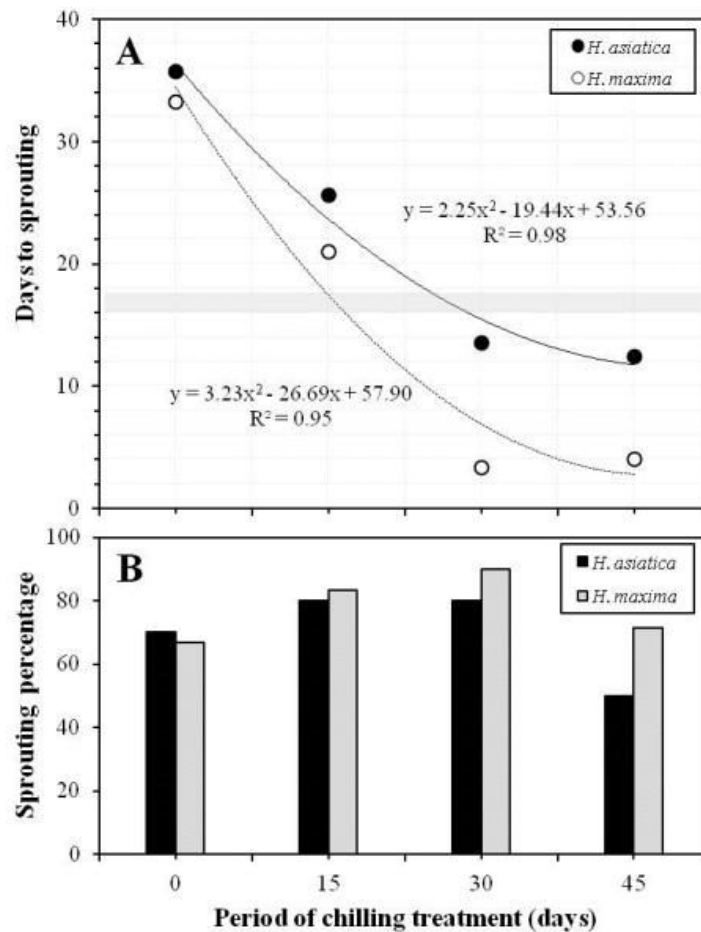 40
A
H. asiatica
H. maxima
30
y = 2.25x² - 19.44x + 53.56
R² = 0.98
20
Days to sprouting
10
y = 3.23x² - 26.69x + 57.90
R² = 0.95
0
100
B
H. asiatica
H. maxima
80
60
40
Sprouting percentage
20
0
0 15 30 45
Period of chilling treatment (days)